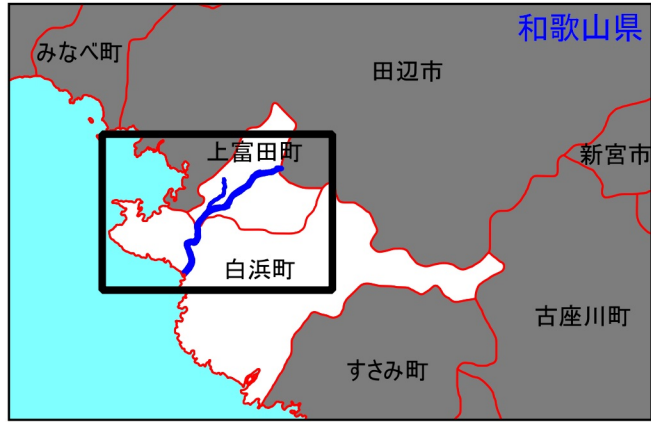 和歌山県
みなべ町
田辺市
上富田町
新宮市
白浜町
古座川町
すさみ町